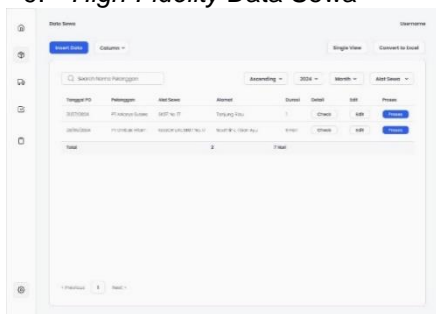 High Fidelity Data Sewa
Data Sewa Username
Insert Data Column Single View Convert to Excel
Search Nama Pelanggan Ascending 2024 Month Alat Sewa
Tanggal PO Pelanggan Alat Sewa Alamat Durasi Detail Edit Proses
Check Edit Proses
Check Edit Proses
Total 2 7 Hari
< Previous 1 Next >